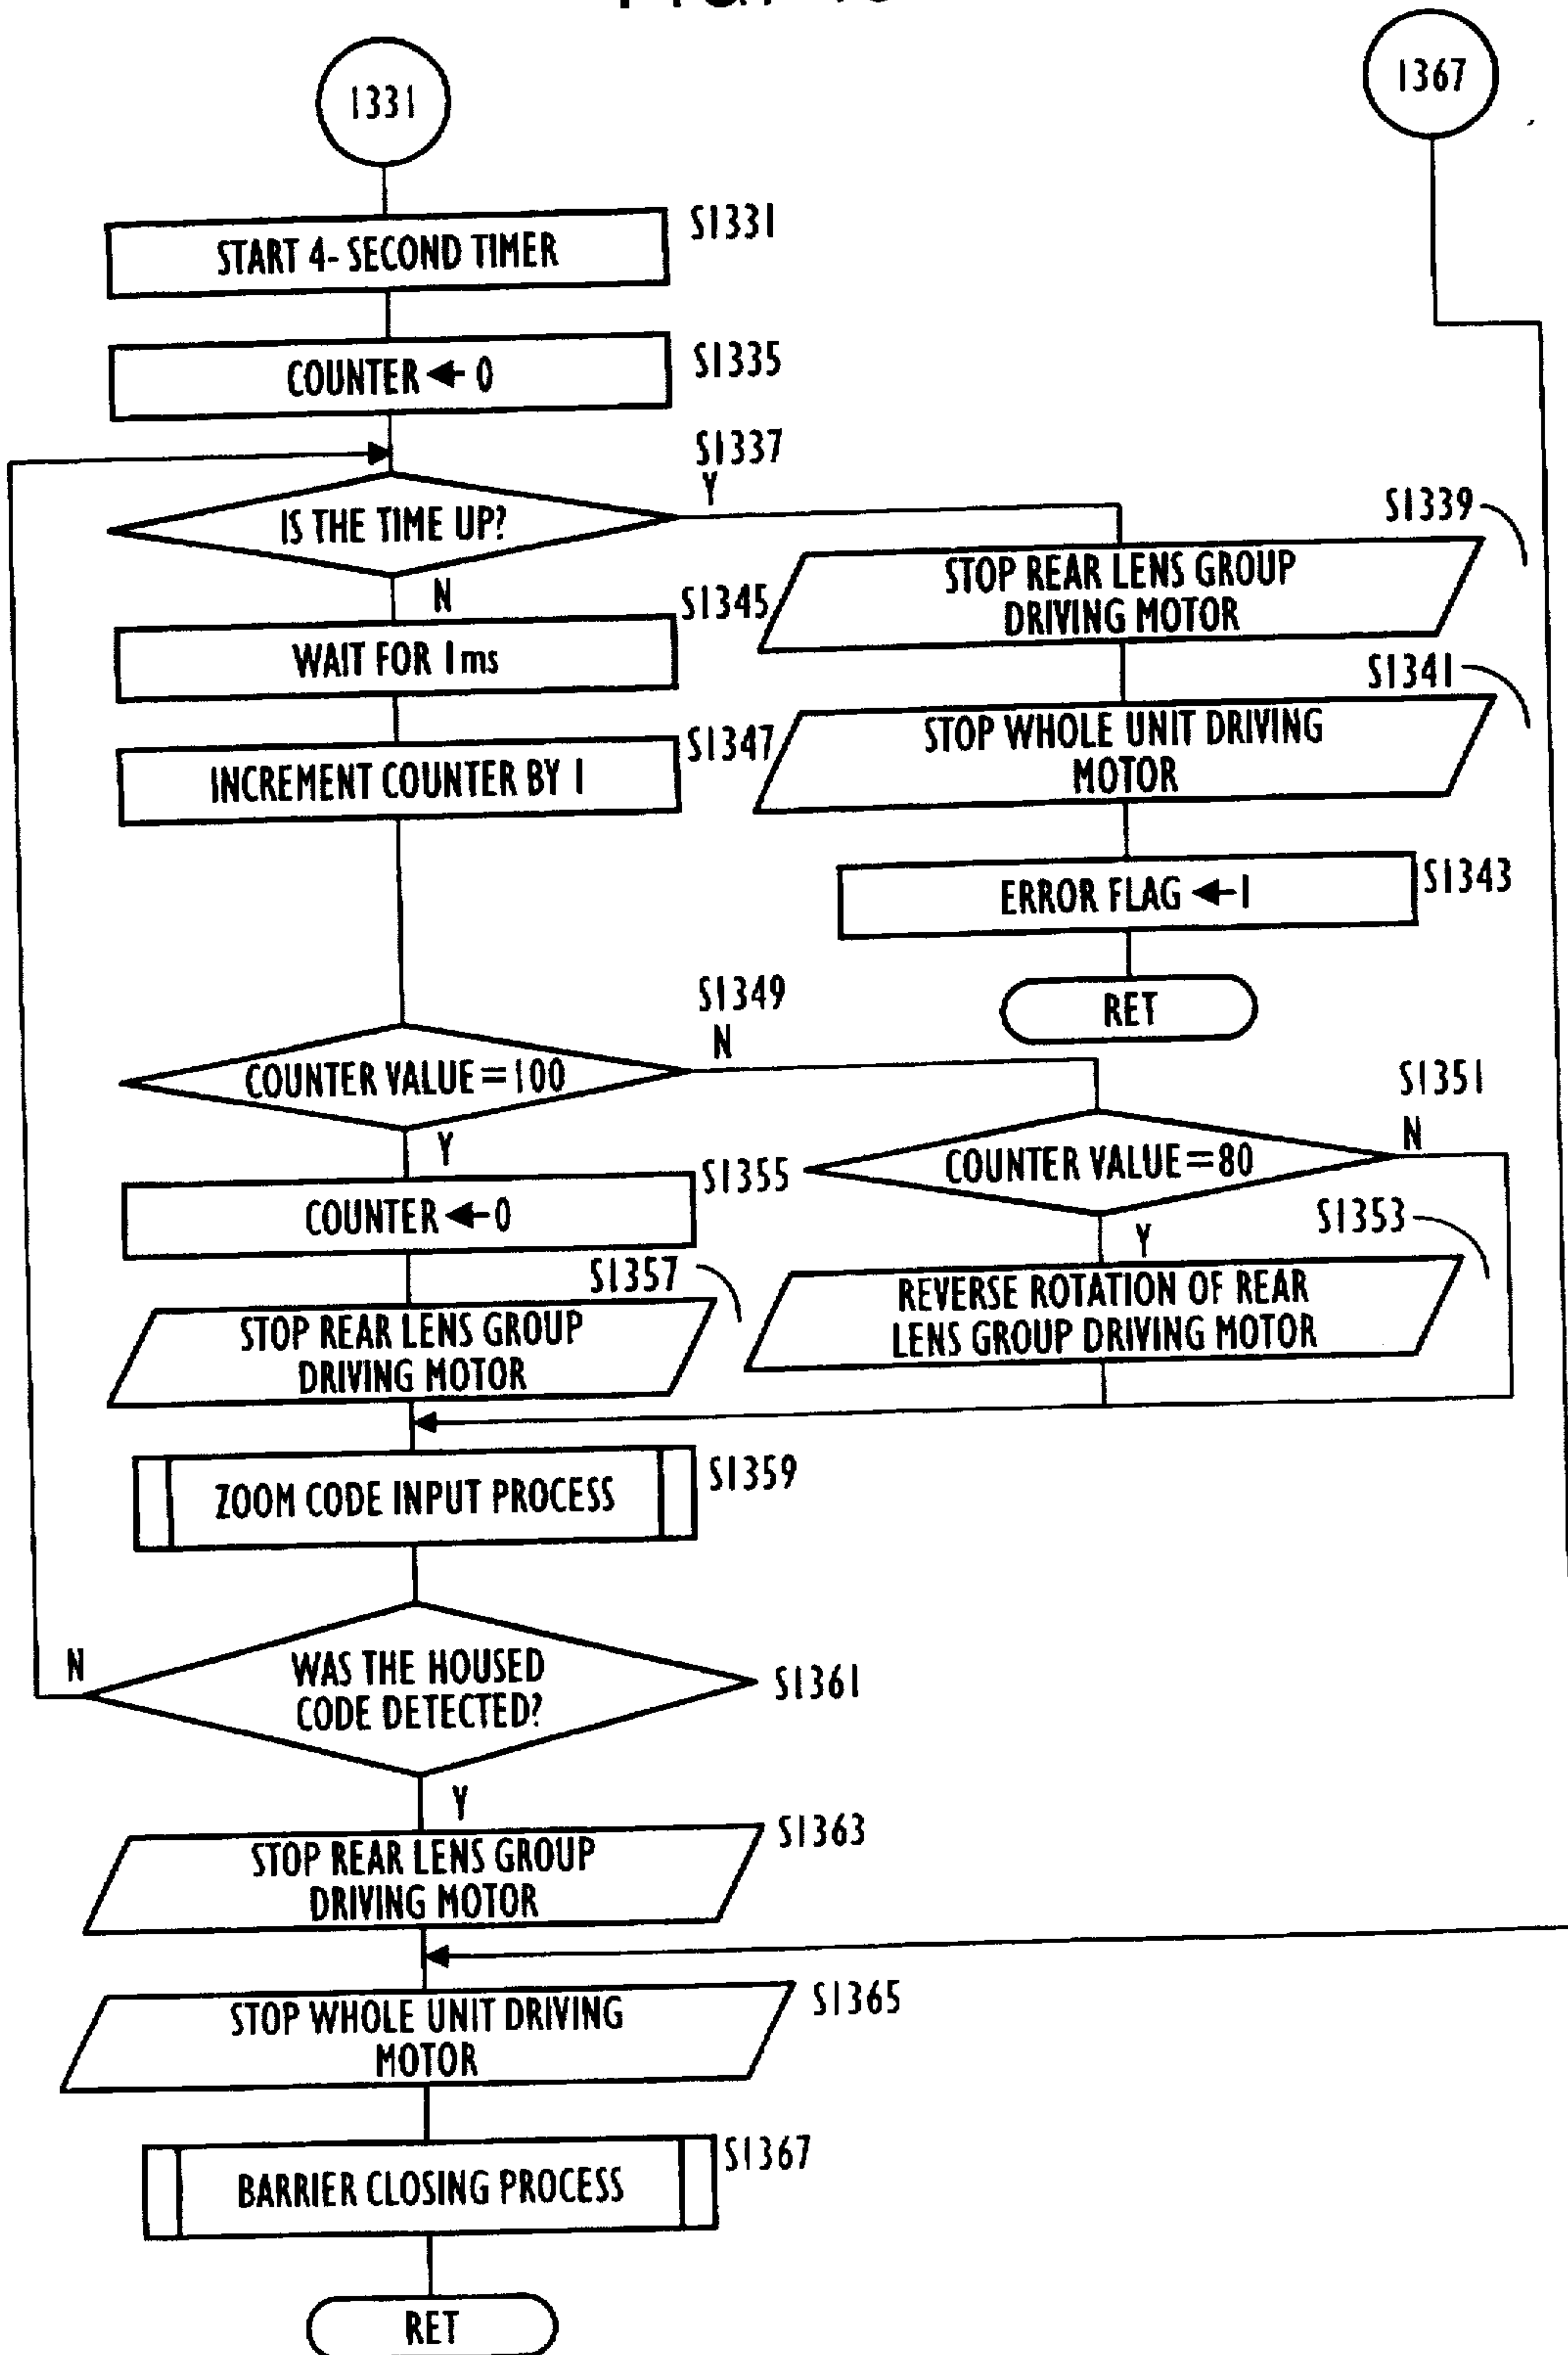 1331
1367
START 4- SECOND TIMER
S1331
COUNTER ← 0
S1335
S1337
IS THE TIME UP?
Y
N
S1339
STOP REAR LENS GROUP
DRIVING MOTOR
S1345
WAIT FOR 1ms
S1341
STOP WHOLE UNIT DRIVING
MOTOR
S1347
INCREMENT COUNTER BY 1
ERROR FLAG ← 1
S1343
RET
S1349
COUNTER VALUE = 100
N
Y
S1351
COUNTER VALUE = 80
N
Y
S1355
COUNTER ← 0
S1353
REVERSE ROTATION OF REAR
LENS GROUP DRIVING MOTOR
S1357
STOP REAR LENS GROUP
DRIVING MOTOR
ZOOM CODE INPUT PROCESS
S1359
N
WAS THE HOUSED
CODE DETECTED?
S1361
Y
STOP REAR LENS GROUP
DRIVING MOTOR
S1363
STOP WHOLE UNIT DRIVING
MOTOR
S1365
BARRIER CLOSING PROCESS
S1367
RET